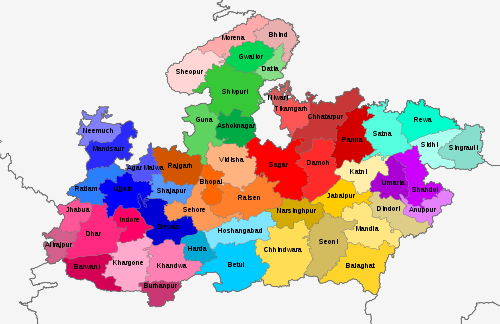 Bhind
Morena
Gwalior
Datia
Sheopur
Shivpuri
Niwari
Tikamgarh
Chhatarpur
Guna
Ashoknagar
Neemuch
Mandsaur
Panna
Satna
Rewa
Sidhi
Singrauli
Agar Malwa
Rajgarh
Vidisha
Sagar
Damoh
Katni
Umaria
Shahdol
Ratlam
Ujjain
Shajapur
Bhopal
Raisen
Jabalpur
Dindori
Anuppur
Jhabua
Indore
Sehore
Dewas
Narsinghpur
Mandla
Dhar
Hoshangabad
Alirajpur
Harda
Chhindwara
Seoni
Barwani
Khargone
Khandwa
Betul
Balaghat
Burhanpur